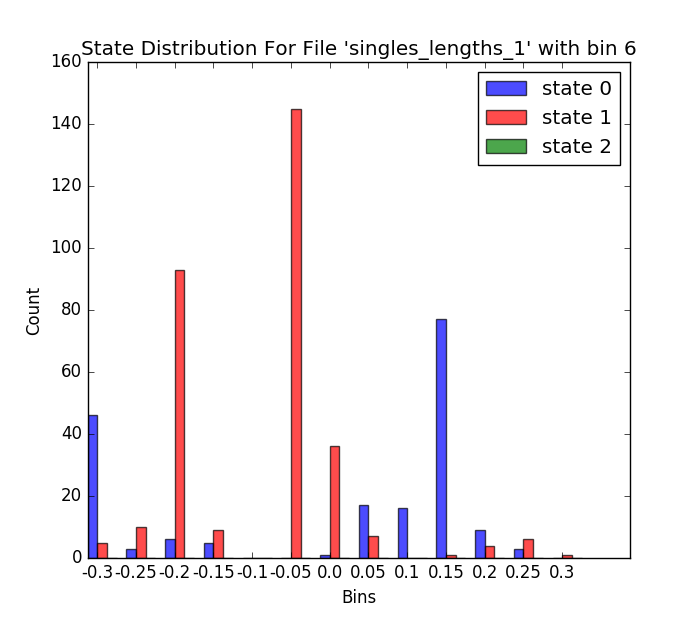 State Distribution For File 'singles_lengths_1' with bin 6
160
140
120
100
80
60
40
20
0
Count
state 0
state 1
state 2
-0.3 -0.25 -0.2 -0.15 -0.1 -0.05 0.0 0.05 0.1 0.15 0.2 0.25 0.3
Bins